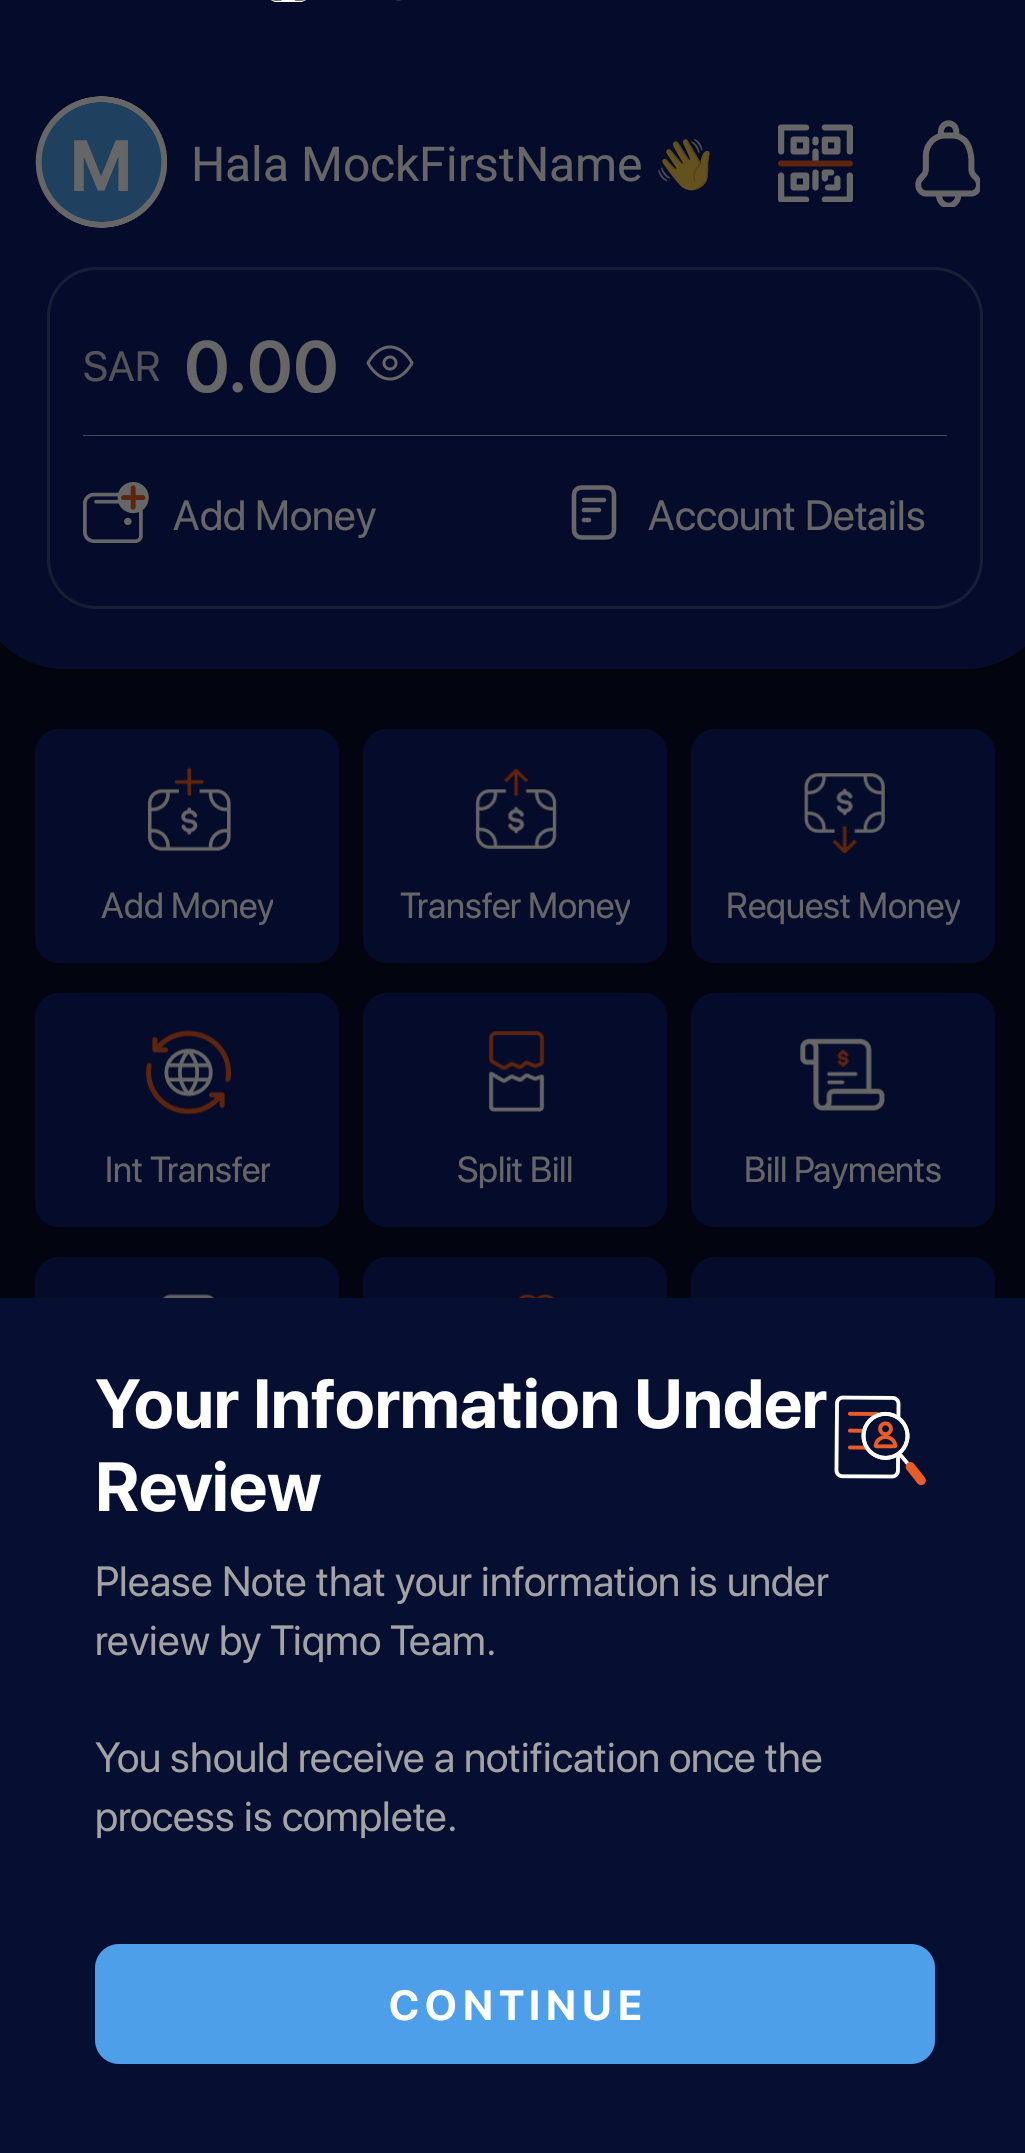 M
Hala MockFirstName 👋
SAR 0.00
Add Money
Account Details
Add Money
Transfer Money
Request Money
Int Transfer
Split Bill
Bill Payments
Your Information Under
Review
Please Note that your information is under
review by Tiqmo Team.
You should receive a notification once the
process is complete.
CONTINUE